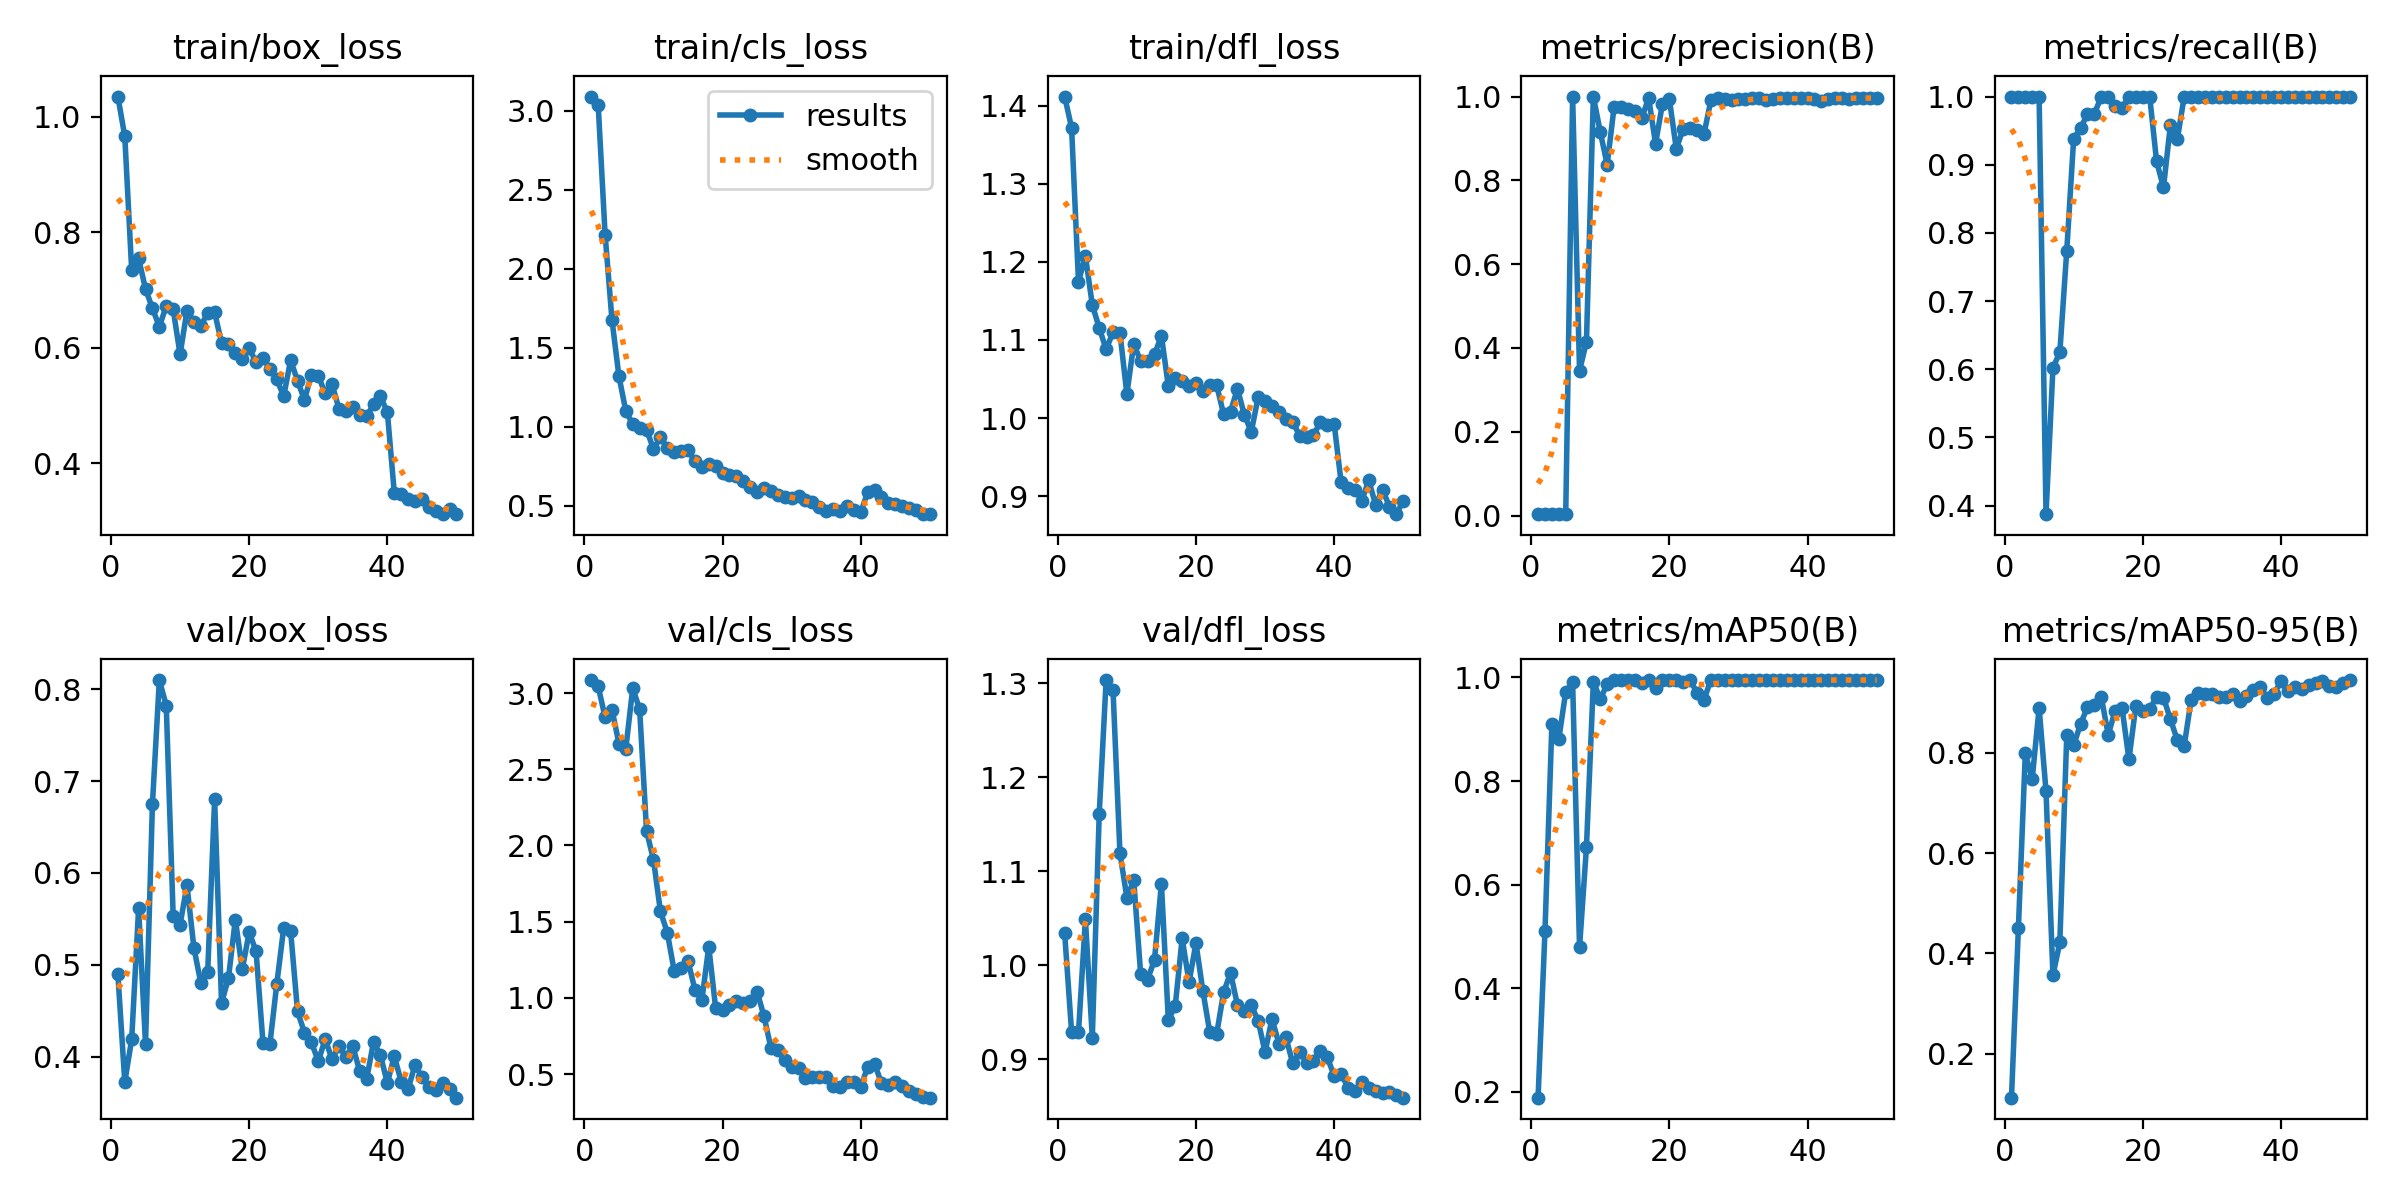 train/box_loss
1.0
0.8
0.6
0.4
0 20 40
train/cls_loss
3.0
2.5
2.0
1.5
1.0
0.5
0 20 40
results
smooth
train/dfl_loss
1.4
1.3
1.2
1.1
1.0
0.9
0 20 40
metrics/precision(B)
1.0
0.8
0.6
0.4
0.2
0.0
0 20 40
metrics/recall(B)
1.0
0.9
0.8
0.7
0.6
0.5
0.4
0 20 40
val/box_loss
0.8
0.7
0.6
0.5
0.4
0 20 40
val/cls_loss
3.0
2.5
2.0
1.5
1.0
0.5
0 20 40
val/dfl_loss
1.3
1.2
1.1
1.0
0.9
0 20 40
metrics/mAP50(B)
1.0
0.8
0.6
0.4
0.2
0 20 40
metrics/mAP50-95(B)
0.8
0.6
0.4
0.2
0 20 40